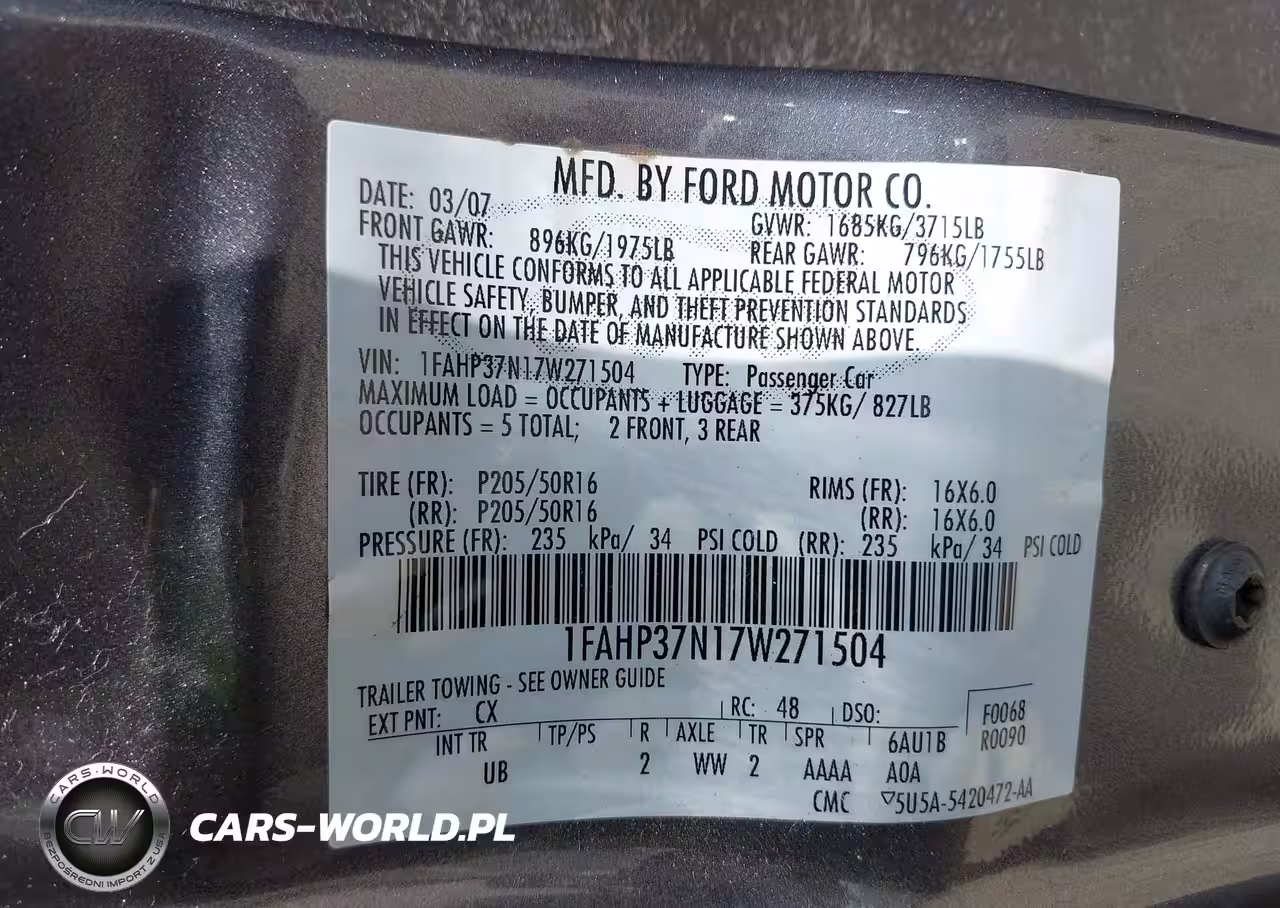 MFD. BY FORD MOTOR CO.
DATE: 03/07 GVWR: 1685KG/3715LB
FRONT GAWR: 896KG/1975LB REAR GAWR: 796KG/1755LB
THIS VEHICLE CONFORMS TO ALL APPLICABLE FEDERAL MOTOR
VEHICLE SAFETY, BUMPER, AND THEFT PREVENTION STANDARDS
IN EFFECT ON THE DATE OF MANUFACTURE SHOWN ABOVE.
VIN: 1FAHP37N17W271504 TYPE: Passenger Car
MAXIMUM LOAD = OCCUPANTS + LUGGAGE = 375KG/ 827LB
OCCUPANTS = 5 TOTAL; 2 FRONT, 3 REAR
TIRE (FR): P205/50R16 RIMS (FR): 16X6.0
(RR): P205/50R16 (RR): 16X6.0
PRESSURE (FR): 235 kPa/ 34 PSI COLD (RR): 235 kPa/ 34 PSI COLD
1FAHP37N17W271504
TRAILER TOWING - SEE OWNER GUIDE
EXT PNT: CX RC: 48 DSO: F0068
INT TR TP/PS R AXLE TR SPR 6AU1B R0090
UB 2 WW 2 AAAA A0A
CMC ▽5U5A-5420472-AA
CARS-WORLD
CW
BEZPOŚREDNI IMPORT Z USA
CARS-WORLD.PL